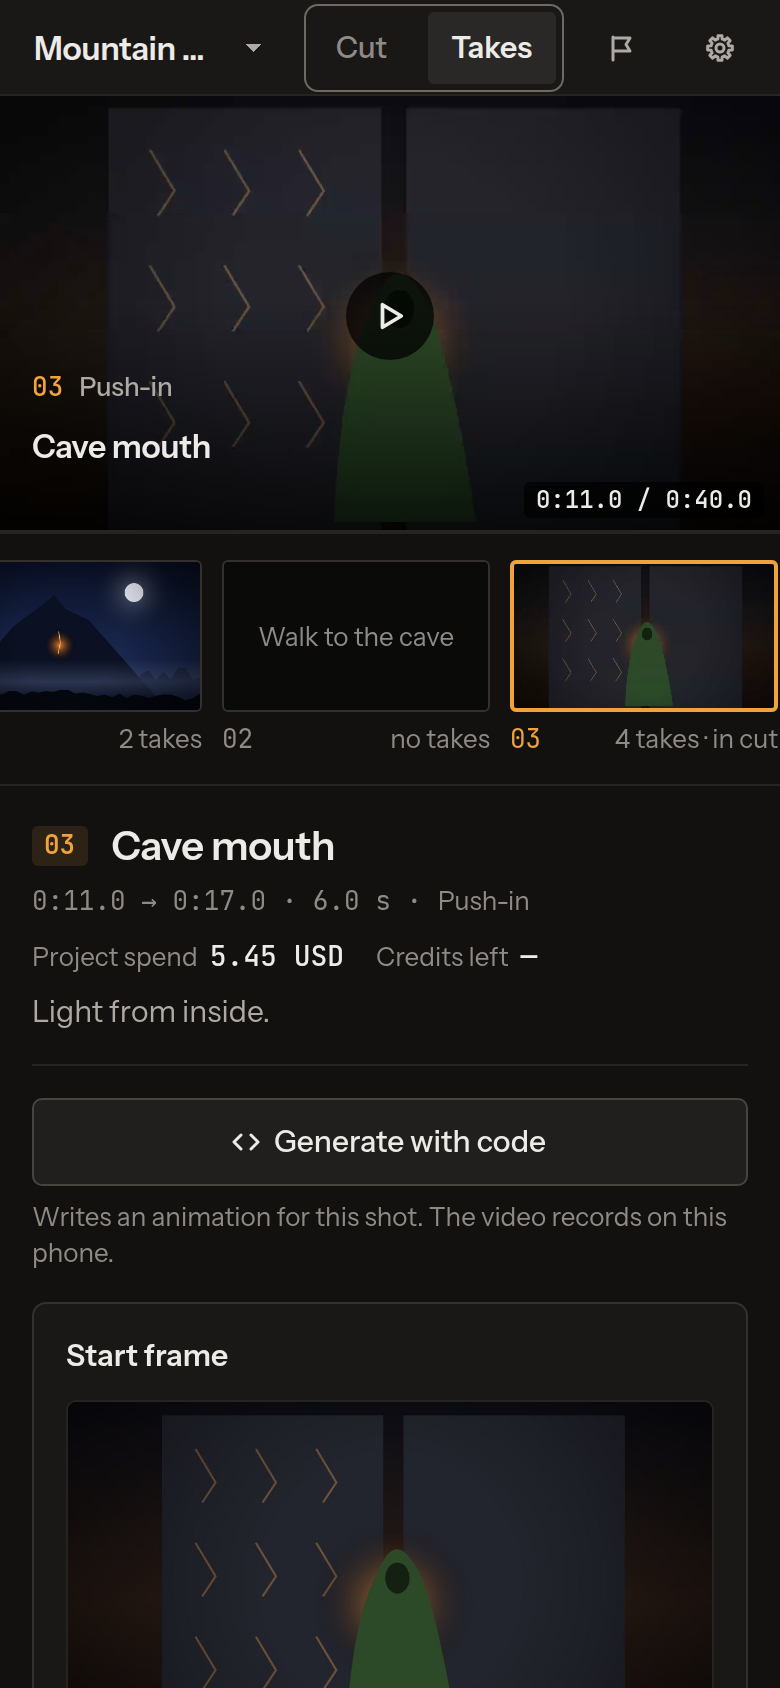 Mountain ...
Cut
Takes
03 Push-in
Cave mouth
0:11.0 / 0:40.0
Walk to the cave
2 takes
02 no takes
03 4 takes · in cut
03 Cave mouth
0:11.0 → 0:17.0 · 6.0 s · Push-in
Project spend 5.45 USD Credits left –
Light from inside.
Generate with code
Writes an animation for this shot. The video records on this
phone.
Start frame